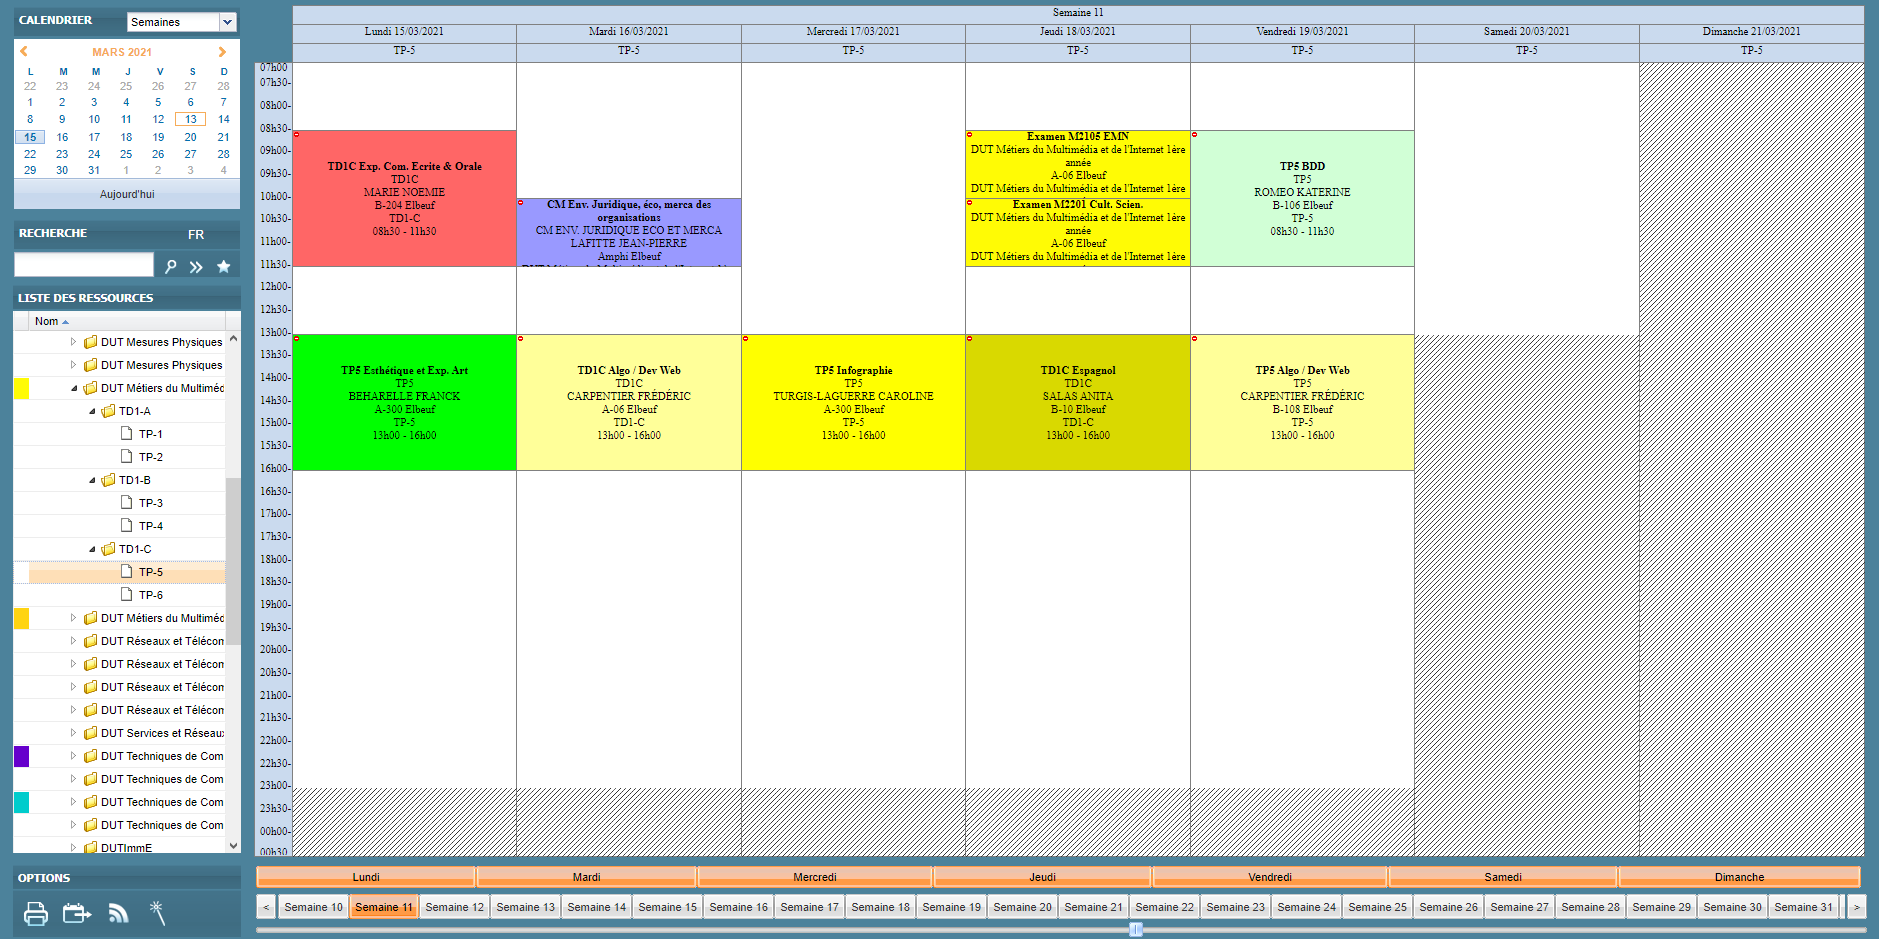 CALENDRIER
Semaines
MARS 2021
L M M J V S D
22 23 24 25 26 27 28
1 2 3 4 5 6 7
8 9 10 11 12 13 14
15 16 17 18 19 20 21
22 23 24 25 26 27 28
29 30 31 1 2 3 4
Aujourd'hui
RECHERCHE FR
LISTE DES RESSOURCES
Nom
DUT Mesures Physiques
DUT Mesures Physiques
DUT Métiers du Multiméd
TD1-A
TP-1
TP-2
TD1-B
TP-3
TP-4
TD1-C
TP-5
TP-6
DUT Métiers du Multiméd
DUT Réseaux et Télécom
DUT Réseaux et Télécom
DUT Réseaux et Télécom
DUT Réseaux et Télécom
DUT Services et Réseaux
DUT Techniques de Com
DUT Techniques de Com
DUT Techniques de Com
DUT Techniques de Com
DUTImmE
OPTIONS
Semaine 11
Lundi 15/03/2021 Mardi 16/03/2021 Mercredi 17/03/2021 Jeudi 18/03/2021 Vendredi 19/03/2021 Samedi 20/03/2021 Dimanche 21/03/2021
TP-5 TP-5 TP-5 TP-5 TP-5 TP-5 TP-5
07h00
07h30-
08h00-
08h30-
09h00-
09h30-
10h00-
10h30-
11h00-
11h30-
12h00-
12h30-
13h00-
13h30-
14h00-
14h30-
15h00-
15h30-
16h00-
16h30-
17h00-
17h30-
18h00-
18h30-
19h00-
19h30-
20h00-
20h30-
21h00-
21h30-
22h00-
22h30-
23h00-
23h30-
00h00-
00h30
TD1C Exp. Com. Ecrite & Orale
TD1C
MARIE NOEMIE
B-204 Elbeuf
TD1-C
08h30 - 11h30
TP5 Esthétique et Exp. Art
TP5
BEHARELLE FRANCK
A-300 Elbeuf
TP-5
13h00 - 16h00
CM Env. Juridique, éco, merca des
organisations
CM ENV. JURIDIQUE ECO ET MERCA
LAFITTE JEAN-PIERRE
Amphi Elbeuf
DUT Métiers du Multimédia et de l'Internet 1ère
TD1C Algo / Dev Web
TD1C
CARPENTIER FRÉDÉRIC
A-06 Elbeuf
TD1-C
13h00 - 16h00
TP5 Infographie
TP5
TURGIS-LAGUERRE CAROLINE
A-300 Elbeuf
TP-5
13h00 - 16h00
Examen M2105 EMN
DUT Métiers du Multimédia et de l'Internet 1ère
année
A-06 Elbeuf
DUT Métiers du Multimédia et de l'Internet 1ère
Examen M2201 Cult. Scien.
DUT Métiers du Multimédia et de l'Internet 1ère
année
A-06 Elbeuf
DUT Métiers du Multimédia et de l'Internet 1ère
TD1C Espagnol
TD1C
SALAS ANITA
B-10 Elbeuf
TD1-C
13h00 - 16h00
TP5 BDD
TP5
ROMEO KATERINE
B-106 Elbeuf
TP-5
08h30 - 11h30
TP5 Algo / Dev Web
TP5
CARPENTIER FRÉDÉRIC
B-108 Elbeuf
TP-5
13h00 - 16h00
Lundi Mardi Mercredi Jeudi Vendredi Samedi Dimanche
< Semaine 10 Semaine 11 Semaine 12 Semaine 13 Semaine 14 Semaine 15 Semaine 16 Semaine 17 Semaine 18 Semaine 19 Semaine 20 Semaine 21 Semaine 22 Semaine 23 Semaine 24 Semaine 25 Semaine 26 Semaine 27 Semaine 28 Semaine 29 Semaine 30 Semaine 31 >